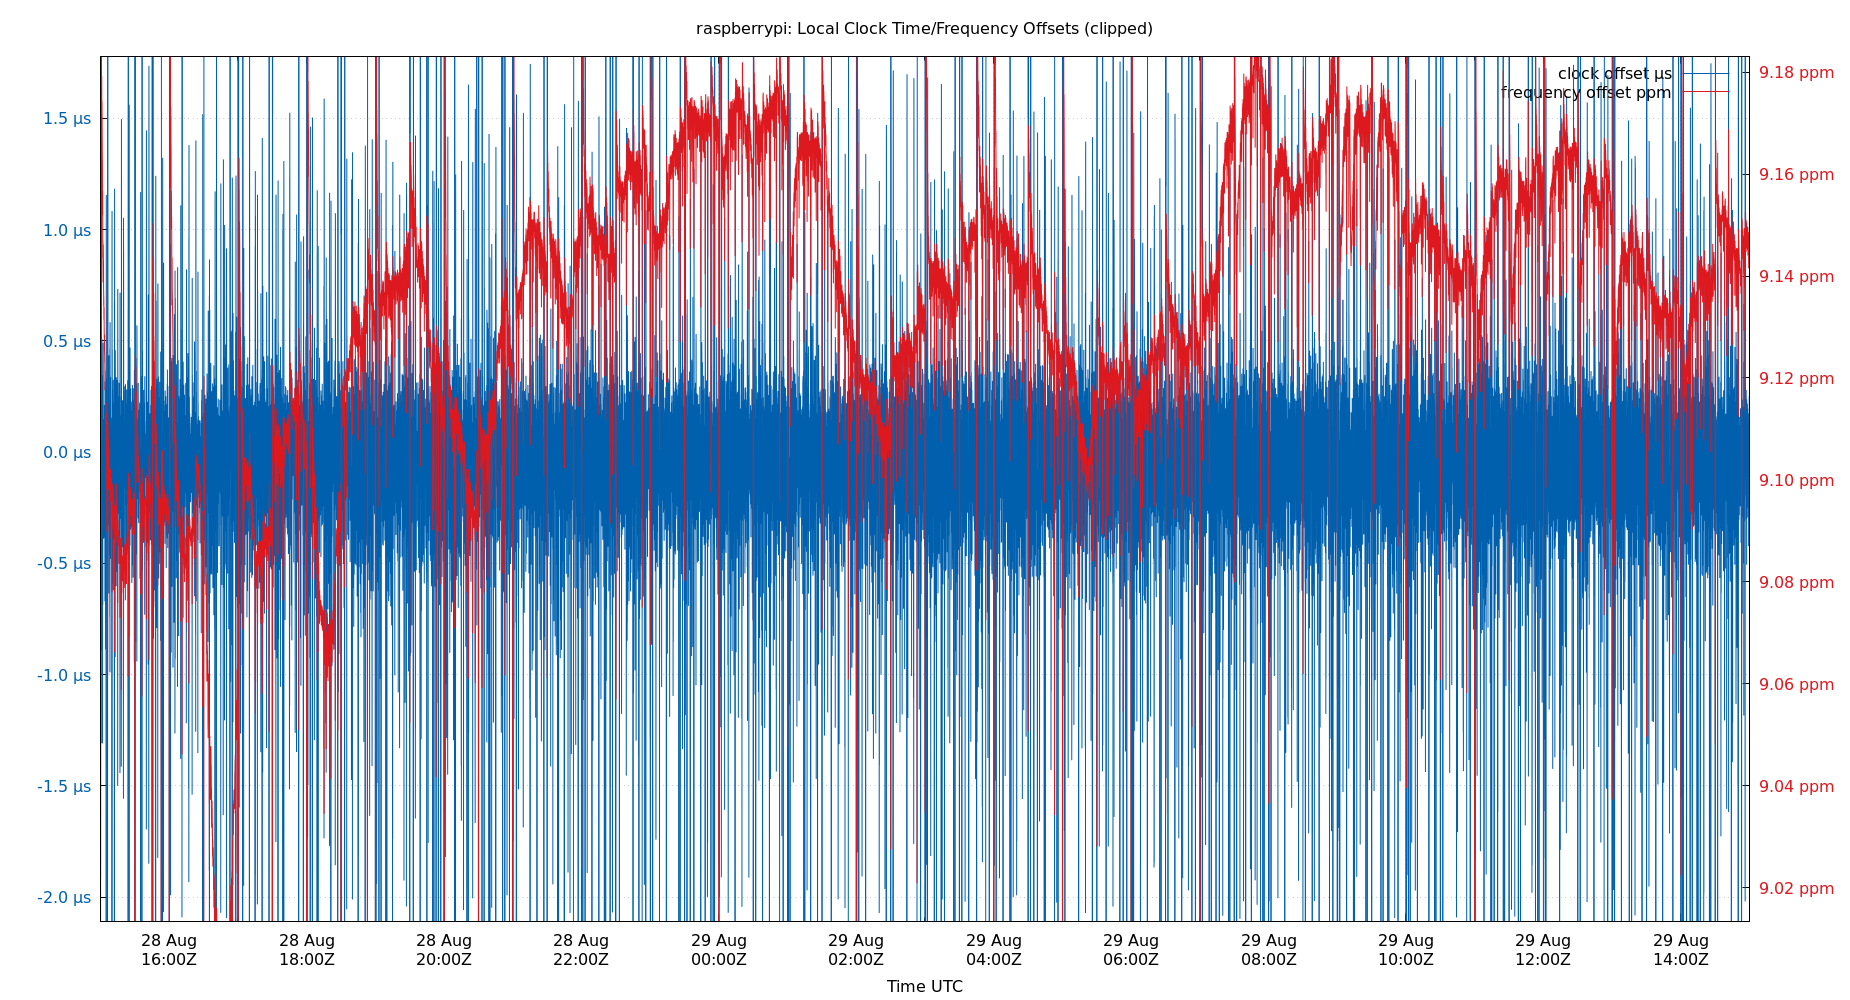 raspberrypi: Local Clock Time/Frequency Offsets (clipped)
clock offset µs
frequency offset ppm
1.5 µs
1.0 µs
0.5 µs
0.0 µs
-0.5 µs
-1.0 µs
-1.5 µs
-2.0 µs
9.18 ppm
9.16 ppm
9.14 ppm
9.12 ppm
9.10 ppm
9.08 ppm
9.06 ppm
9.04 ppm
9.02 ppm
28 Aug 28 Aug 28 Aug 28 Aug 29 Aug 29 Aug 29 Aug 29 Aug 29 Aug 29 Aug 29 Aug 29 Aug
16:00Z 18:00Z 20:00Z 22:00Z 00:00Z 02:00Z 04:00Z 06:00Z 08:00Z 10:00Z 12:00Z 14:00Z
Time UTC